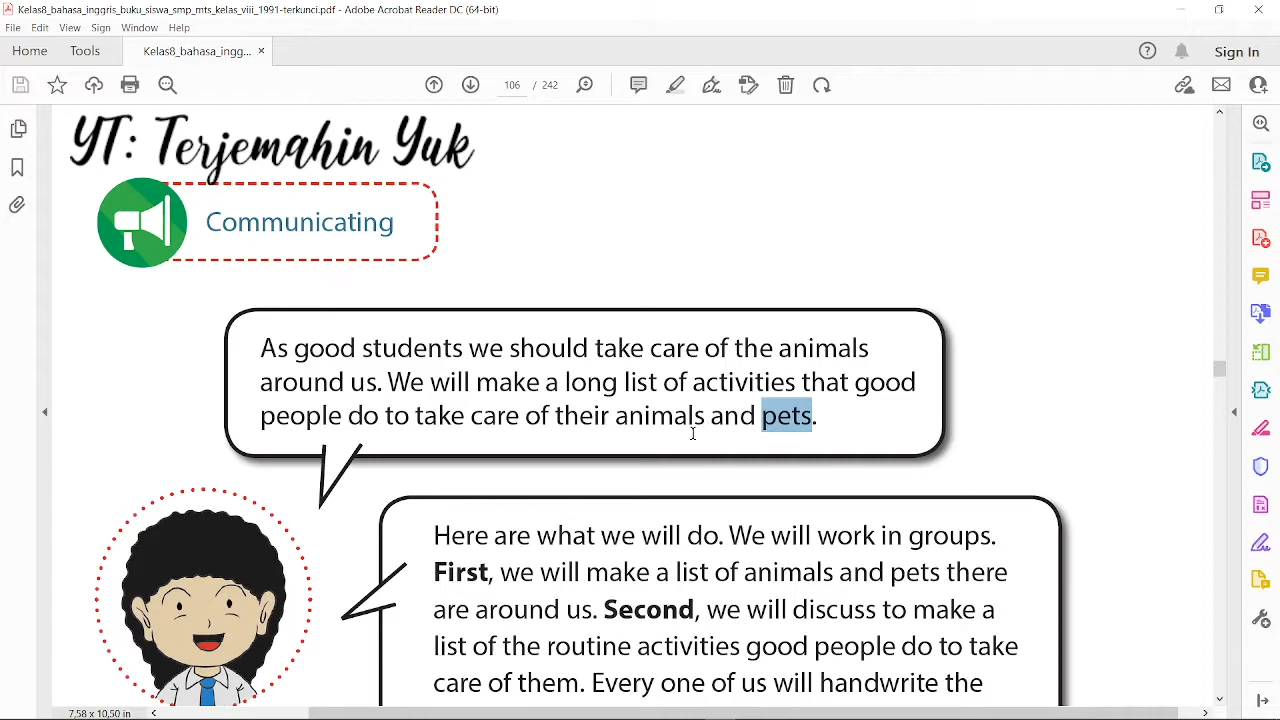 Kelas8_bahasa_inggris_buku_siswa_smp_mts_kelas_viii_1991-terkunci.pdf - Adobe Acrobat Reader DC (64-bit)
File Edit View Sign Window Help
Home Tools Kelas8_bahasa_ingg... × Sign In
106 / 242
YT: Terjemahin Yuk
Communicating
As good students we should take care of the animals
around us. We will make a long list of activities that good
people do to take care of their animals and pets.
Here are what we will do. We will work in groups.
First, we will make a list of animals and pets there
are around us. Second, we will discuss to make a
list of the routine activities good people do to take
care of them. Every one of us will handwrite the
7,58 x 10,50 in